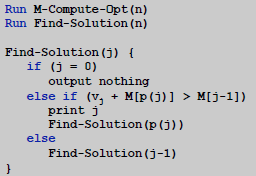 Run M-Compute-Opt(n)
Run Find-Solution(n)
Find-Solution(j) {
if (j = 0)
output nothing
else if (vj + M[p(j)] > M[j-1])
print j
Find-Solution(p(j))
else
Find-Solution(j-1)
}